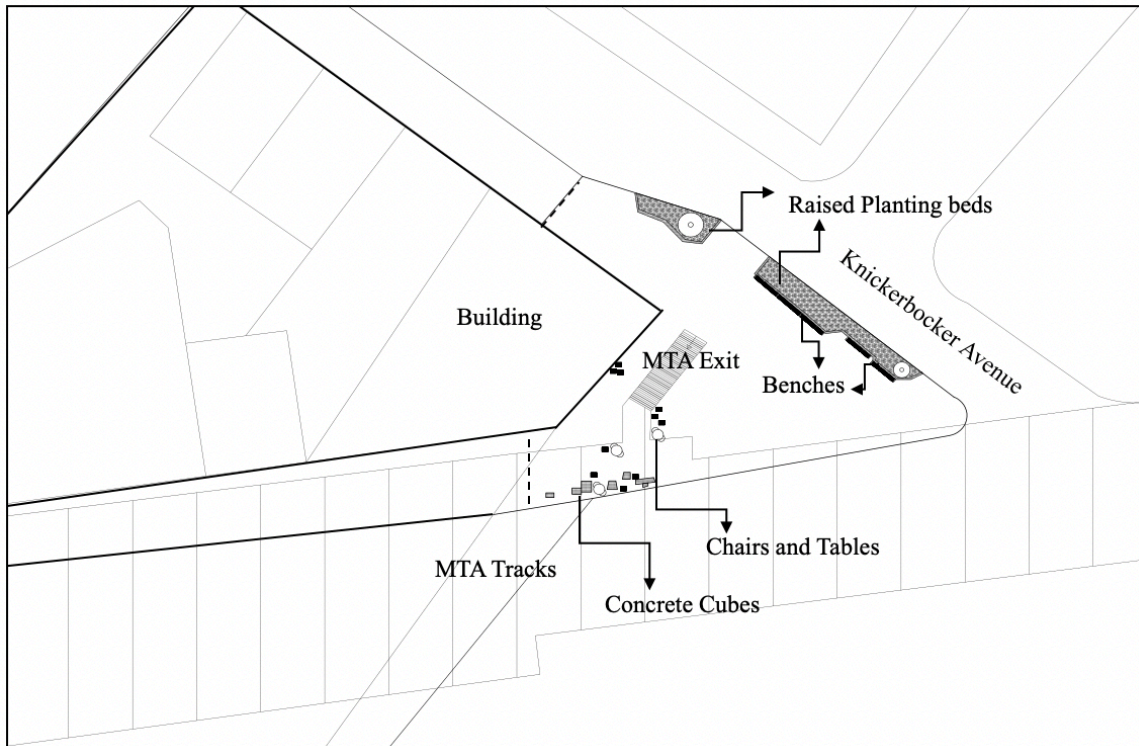 Raised Planting beds
Knickerbocker Avenue
Building
MTA Exit
Benches
Chairs and Tables
MTA Tracks
Concrete Cubes